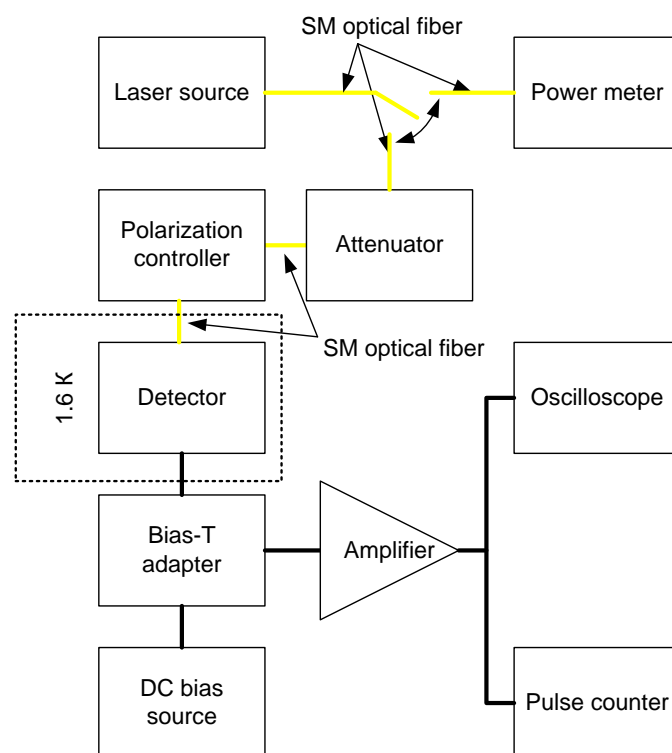 SM optical fiber
Laser source
Power meter
Polarization
controller
Attenuator
SM optical fiber
1.6 K
Detector
Oscilloscope
Bias-T
adapter
Amplifier
DC bias
source
Pulse counter